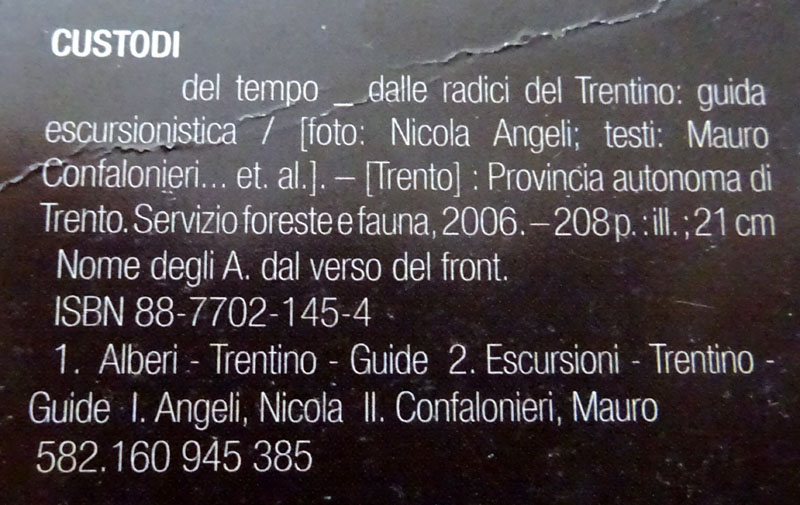 CUSTODI
del tempo _ dalle radici del Trentino: guida
escursionistica / [foto: Nicola Angeli; testi: Mauro
Confalonieri... et. al.]. – [Trento] : Provincia autonoma di
Trento. Servizio foreste e fauna, 2006. – 208 p. : ill. ; 21 cm
Nome degli A. dal verso del front.
ISBN 88-7702-145-4
1. Alberi - Trentino - Guide 2. Escursioni - Trentino -
Guide I. Angeli, Nicola II. Confalonieri, Mauro
582.160 945 385